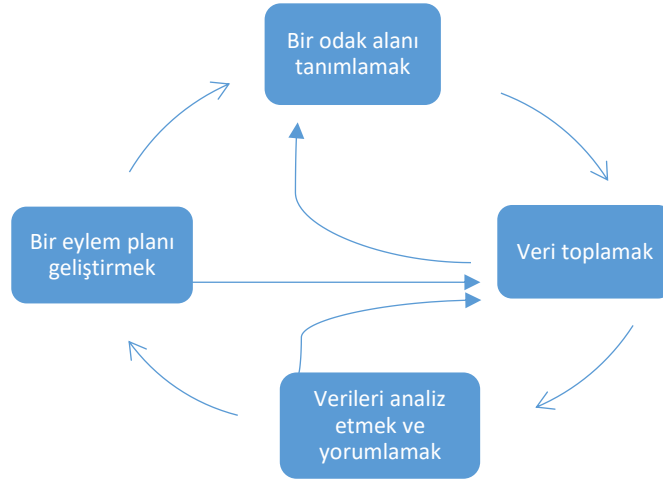 Bir odak alanı
tanımlamak
Veri toplamak
Verileri analiz
etmek ve
yorumlamak
Bir eylem planı
geliştirmek